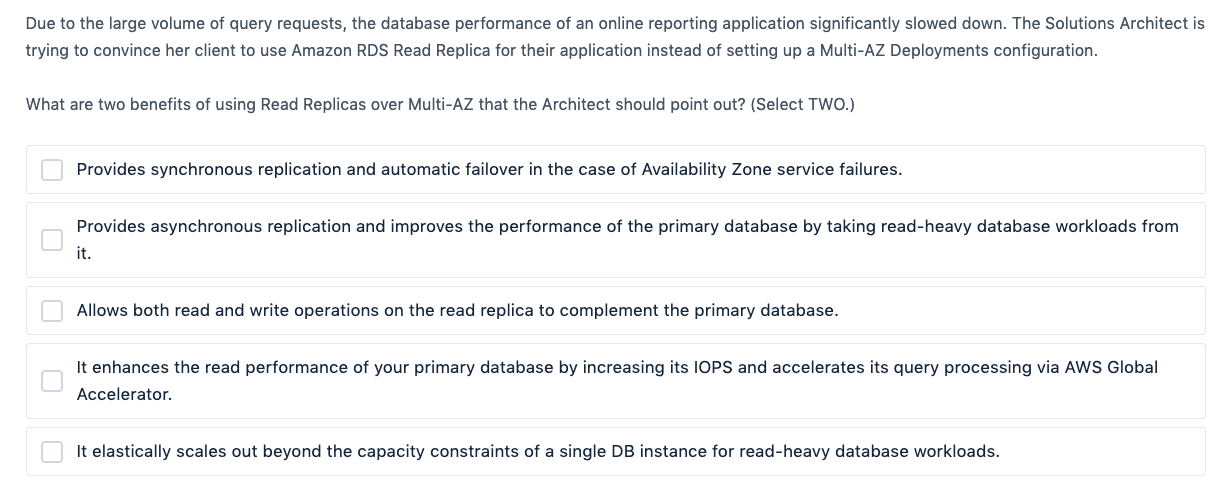 Due to the large volume of query requests, the database performance of an online reporting application significantly slowed down. The Solutions Architect is
trying to convince her client to use Amazon RDS Read Replica for their application instead of setting up a Multi-AZ Deployments configuration.
What are two benefits of using Read Replicas over Multi-AZ that the Architect should point out? (Select TWO.)
Provides synchronous replication and automatic failover in the case of Availability Zone service failures.
Provides asynchronous replication and improves the performance of the primary database by taking read-heavy database workloads from
it.
Allows both read and write operations on the read replica to complement the primary database.
It enhances the read performance of your primary database by increasing its IOPS and accelerates its query processing via AWS Global
Accelerator.
It elastically scales out beyond the capacity constraints of a single DB instance for read-heavy database workloads.